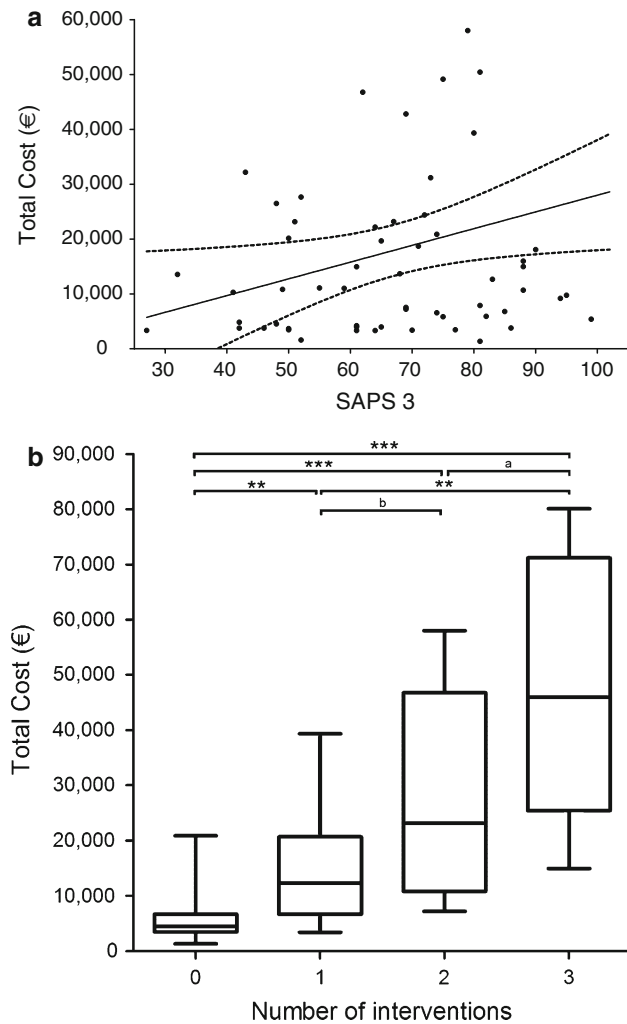 a
Total Cost (€)
60,000
50,000
40,000
30,000
20,000
10,000
0
30 40 50 60 70 80 90 100
SAPS 3
b
Total Cost (€)
90,000
80,000
70,000
60,000
50,000
40,000
30,000
20,000
10,000
0
***
*** a
** **
b
0 1 2 3
Number of interventions